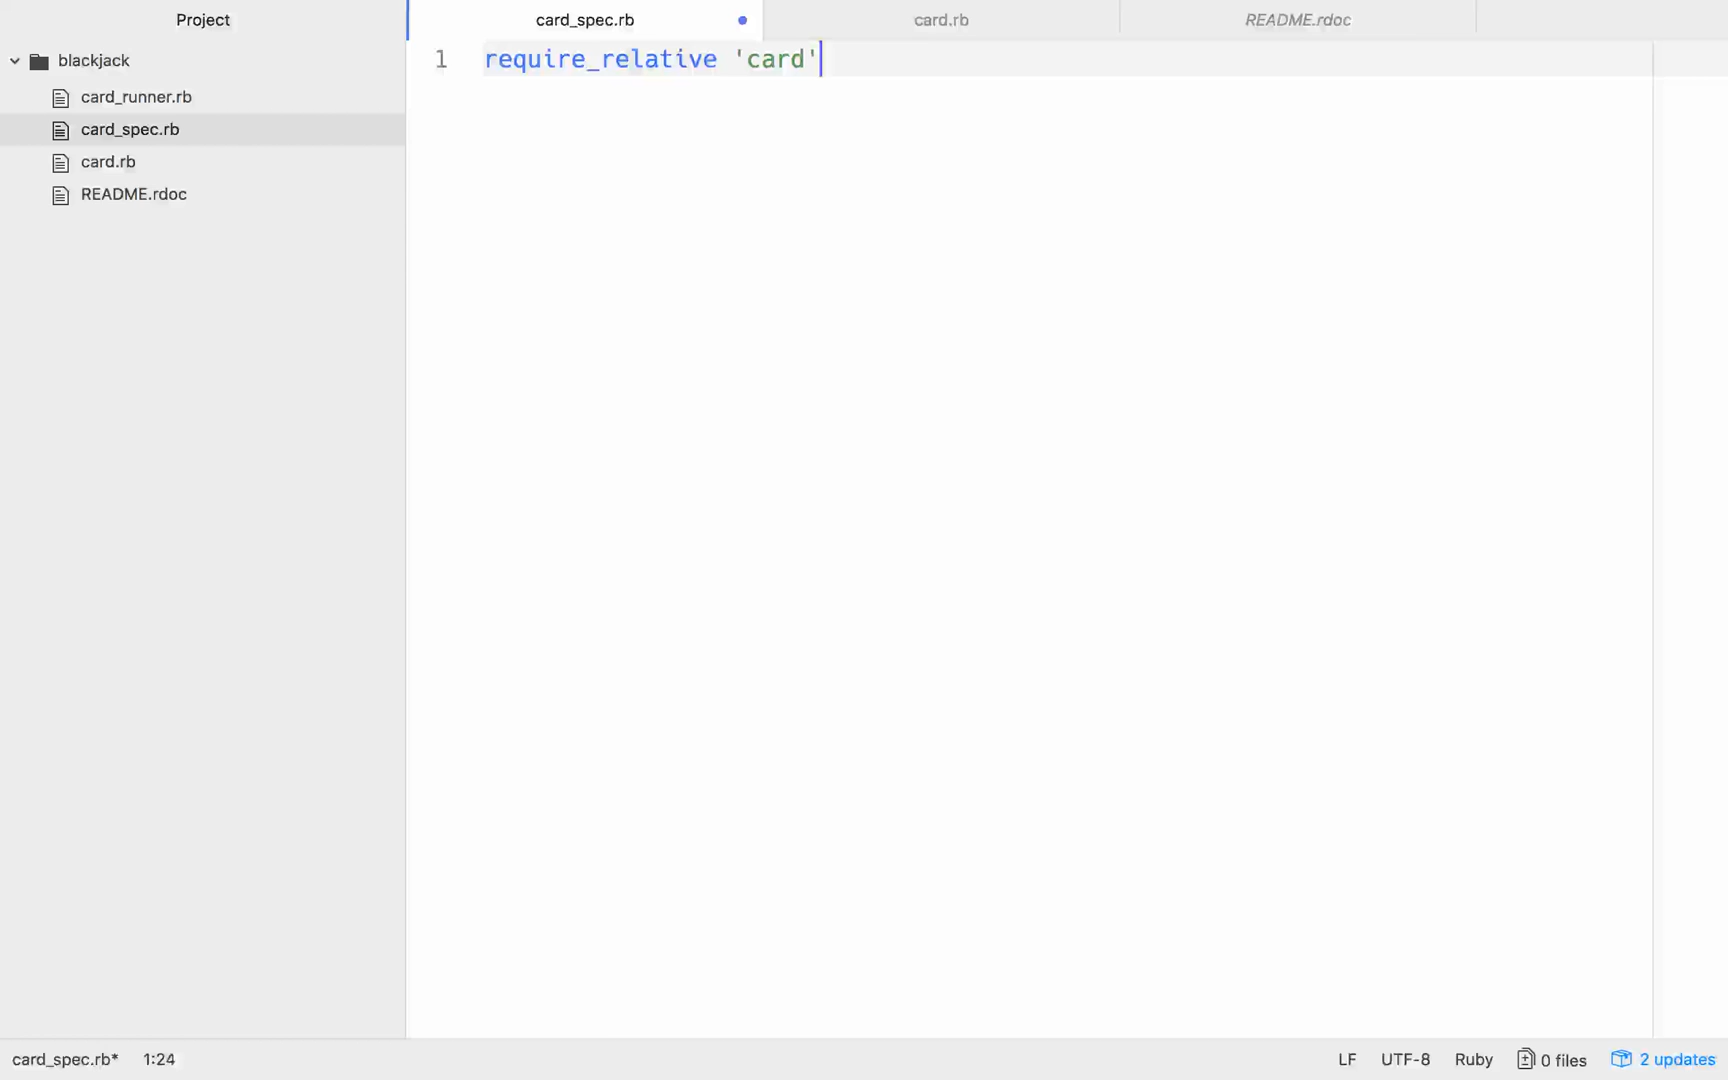 Project
card_spec.rb
card.rb
README.rdoc
blackjack
card_runner.rb
card_spec.rb
card.rb
README.rdoc
1 require_relative 'card'
card_spec.rb* 1:24
LF UTF-8 Ruby 0 files 2 updates